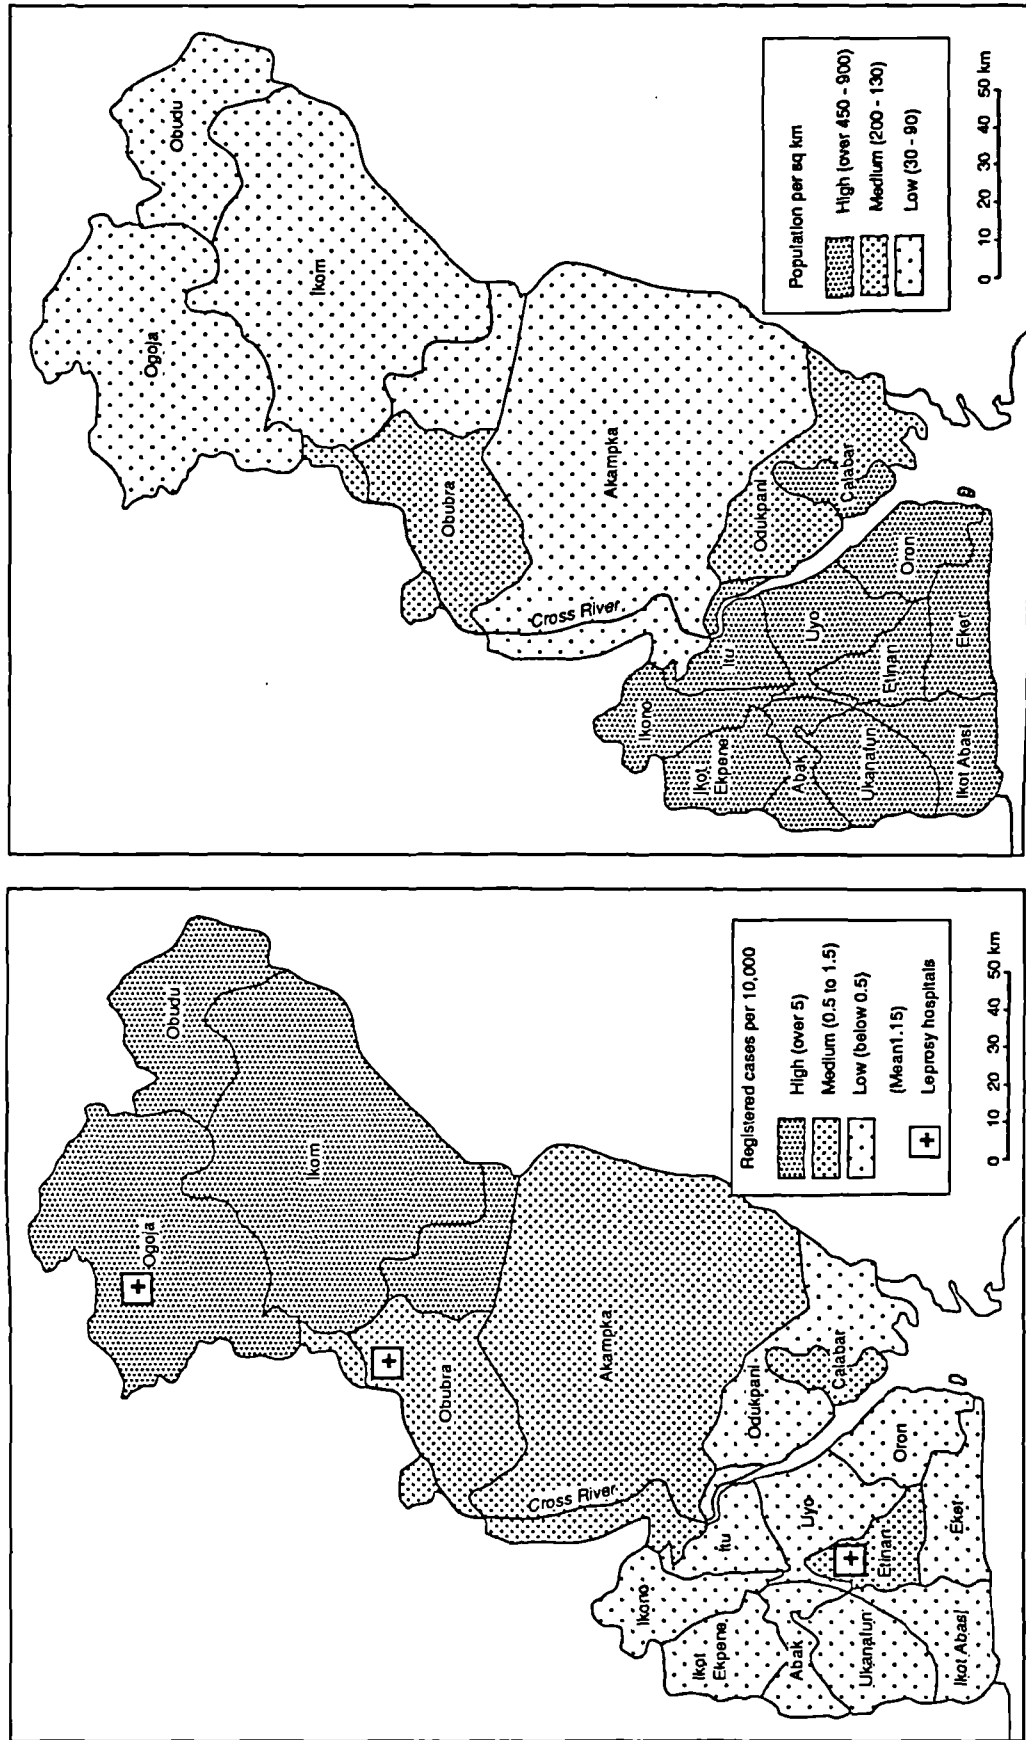 Obudu
Ogoja
Ikom
Obubra
Akampka
Cross River
Odukpani
Calabar
Itu
Ikono
Uyo
Oron
Ikot
Ekpene
Abak
Etinan
Eket
Ukanafun
Ikot Abasi
Registered cases per 10,000
High (over 5)
Medium (0.5 to 1.5)
Low (below 0.5)
(Mean1.15)
Leprosy hospitals
0 10 20 30 40 50 km
Obudu
Ogoja
Ikom
Obubra
Akampka
Cross River
Odukpani
Calabar
Itu
Ikono
Uyo
Oron
Ikot
Ekpene
Abak
Etinan
Eket
Ukanafun
Ikot Abasi
Population per sq km
High (over 450 - 900)
Medium (200 - 130)
Low (30 - 90)
0 10 20 30 40 50 km